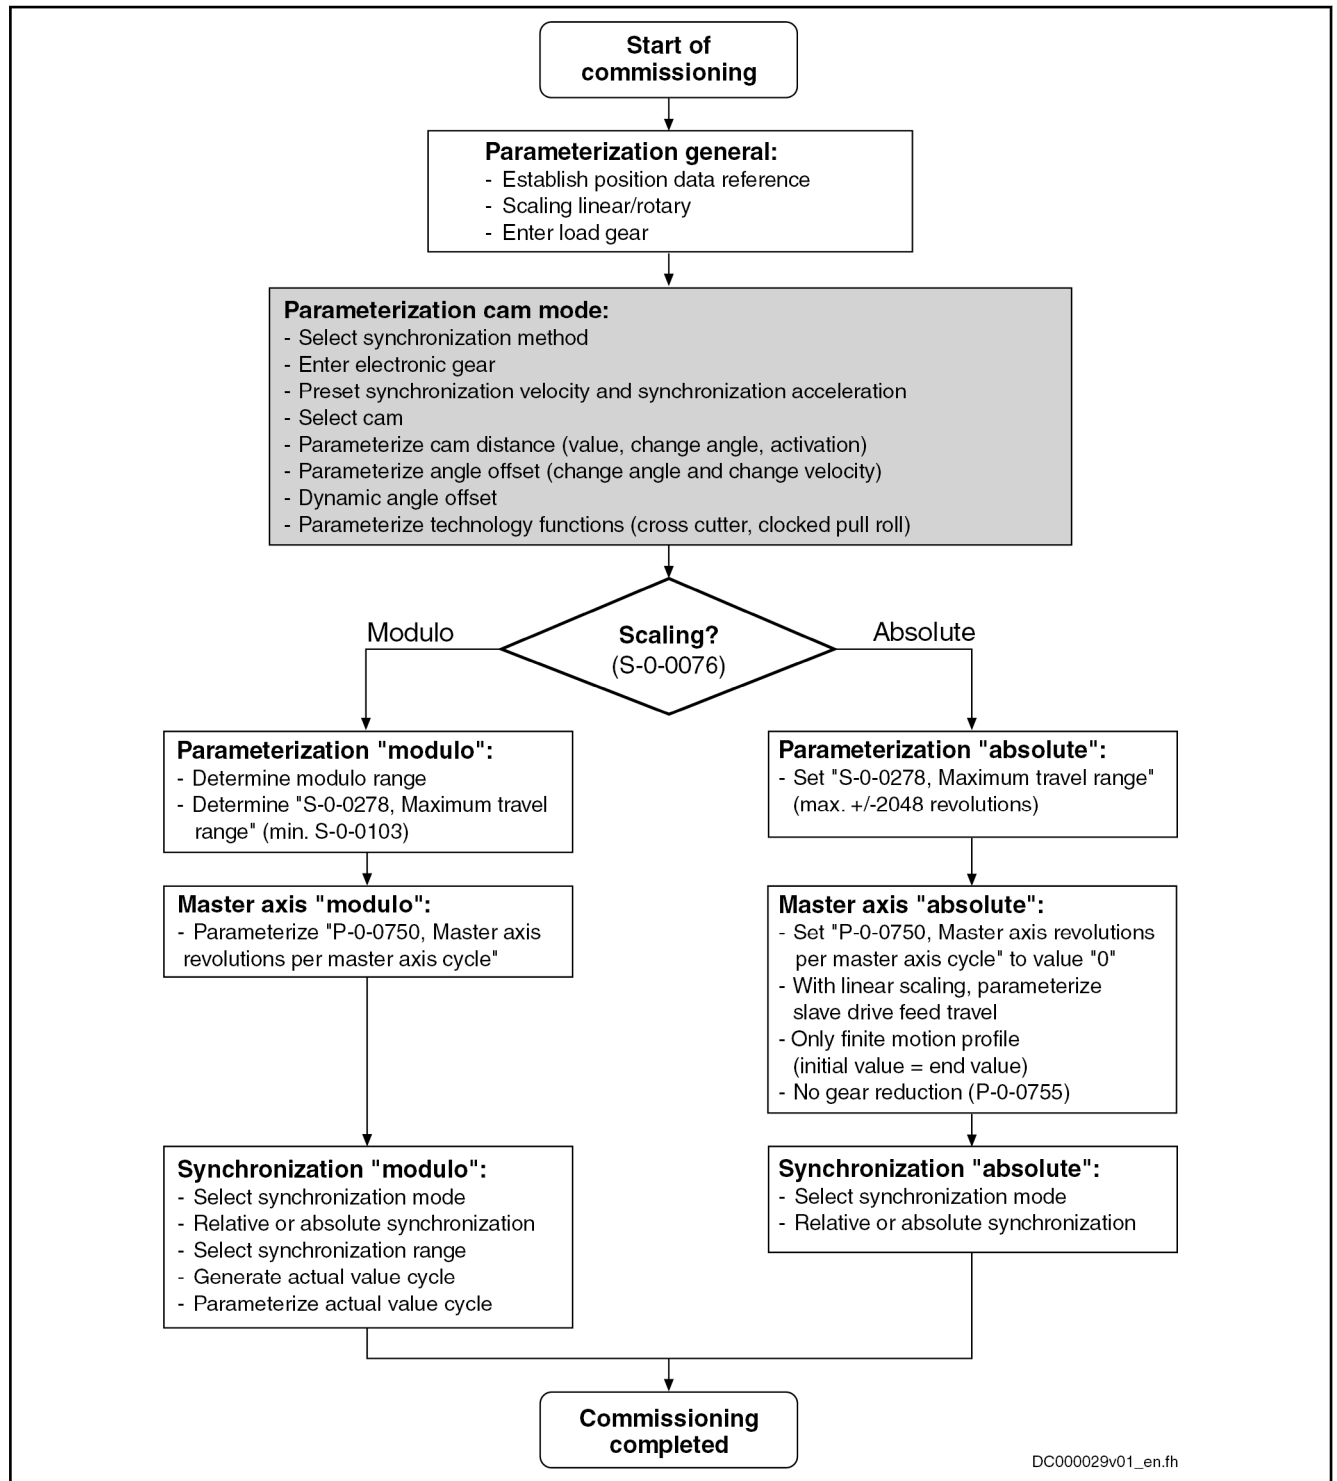 Start of
commissioning
Parameterization general:
- Establish position data reference
- Scaling linear/rotary
- Enter load gear
Parameterization cam mode:
- Select synchronization method
- Enter electronic gear
- Preset synchronization velocity and synchronization acceleration
- Select cam
- Parameterize cam distance (value, change angle, activation)
- Parameterize angle offset (change angle and change velocity)
- Dynamic angle offset
- Parameterize technology functions (cross cutter, clocked pull roll)
Scaling?
(S-0-0076)
Modulo
Absolute
Parameterization "modulo":
- Determine modulo range
- Determine "S-0-0278, Maximum travel
range" (min. S-0-0103)
Parameterization "absolute":
- Set "S-0-0278, Maximum travel range"
(max. +/-2048 revolutions)
Master axis "modulo":
- Parameterize "P-0-0750, Master axis
revolutions per master axis cycle"
Master axis "absolute":
- Set "P-0-0750, Master axis revolutions
per master axis cycle" to value "0"
- With linear scaling, parameterize
slave drive feed travel
- Only finite motion profile
(initial value = end value)
- No gear reduction (P-0-0755)
Synchronization "modulo":
- Select synchronization mode
- Relative or absolute synchronization
- Select synchronization range
- Generate actual value cycle
- Parameterize actual value cycle
Synchronization "absolute":
- Select synchronization mode
- Relative or absolute synchronization
Commissioning
completed
DC000029v01_en.fh